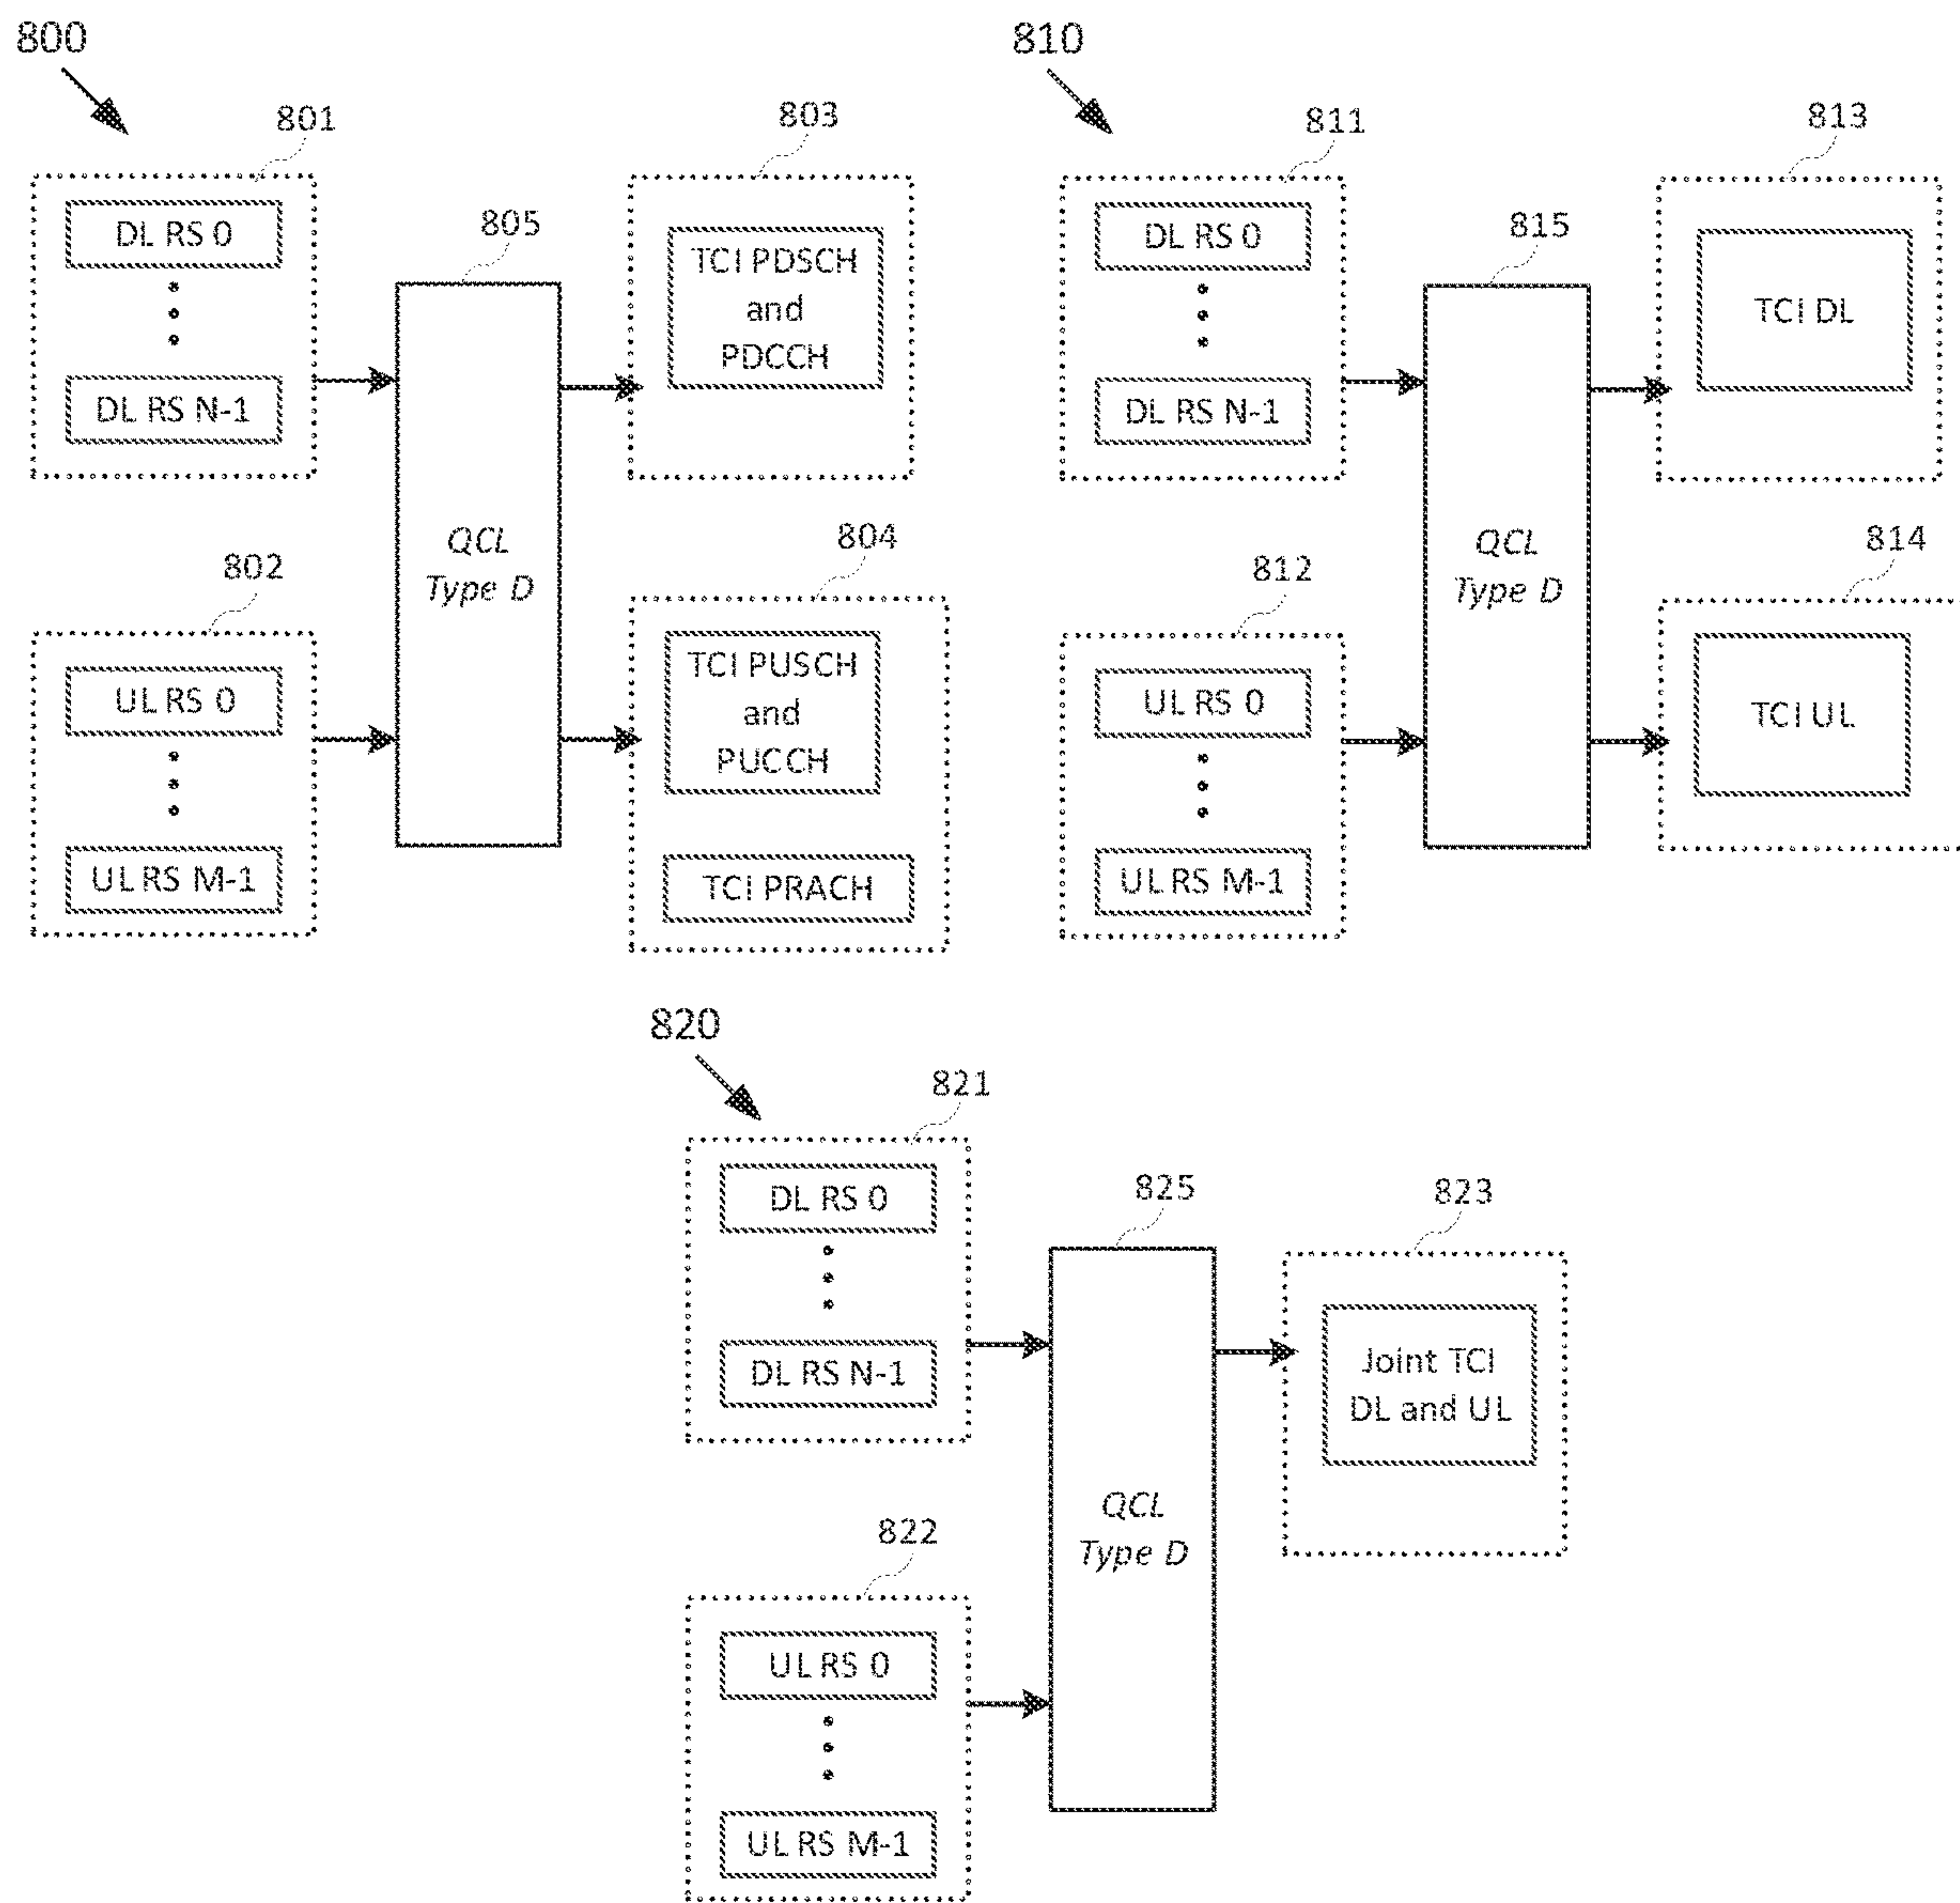 800
801
DL RS 0
DL RS N-1
802
UL RS 0
UL RS M-1
805
QCL
Type D
803
TCI PDSCH
and
PDCCH
804
TCI PUSCH
and
PUCCH
TCI PRACH
810
811
DL RS 0
DL RS N-1
812
UL RS 0
UL RS M-1
815
QCL
Type D
813
TCI DL
814
TCI UL
820
821
DL RS 0
DL RS N-1
822
UL RS 0
UL RS M-1
825
QCL
Type D
823
Joint TCI
DL and UL